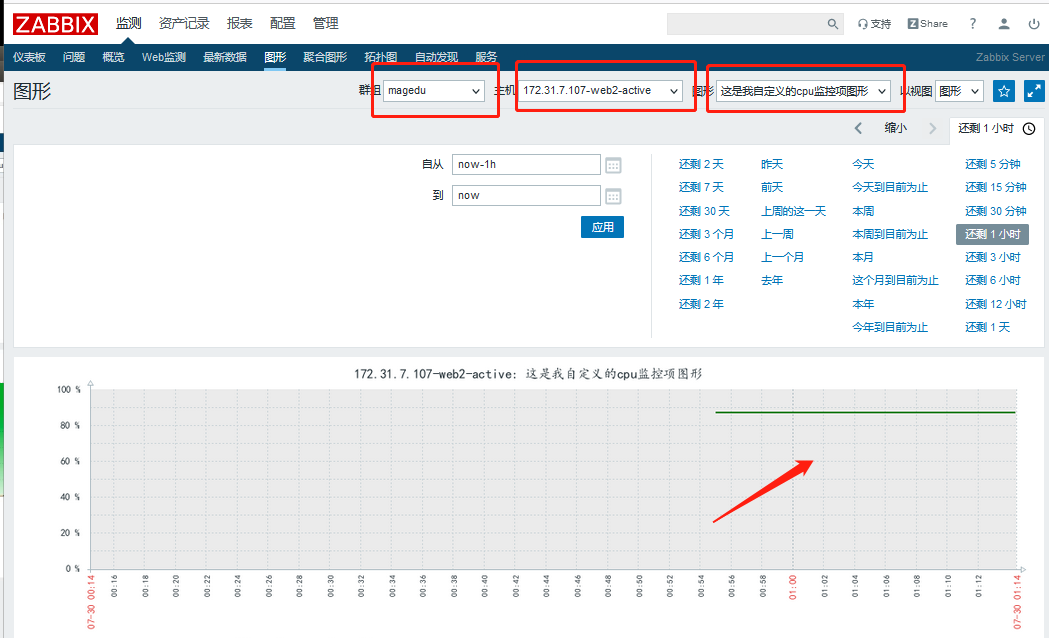 ZABBIX 监测 资产记录 报表 配置 管理 支持 Share ?
仪表板 问题 概览 Web监测 最新数据 图形 聚合图形 拓扑图 自动发现 服务 Zabbix Server
图形 群组 magedu 主机 172.31.7.107-web2-active 图形 这是我自定义的cpu监控项图形 以视图 图形
缩小 还剩 1 小时
自从 now-1h
到 now
应用
还剩 2 天 昨天 今天 还剩 5 分钟
还剩 7 天 前天 今天到目前为止 还剩 15 分钟
还剩 30 天 上周的这一天 本周 还剩 30 分钟
还剩 3 个月 上一周 本周到目前为止 还剩 1 小时
还剩 6 个月 上一个月 本月 还剩 3 小时
还剩 1 年 去年 这个月到目前为止 还剩 6 小时
还剩 2 年 本年 还剩 12 小时
今年到目前为止 还剩 1 天
172.31.7.107-web2-active: 这是我自定义的cpu监控项图形
100 %
80 %
60 %
40 %
20 %
0 %
07-30 00:14 00:16 00:18 00:20 00:22 00:24 00:26 00:28 00:30 00:32 00:34 00:36 00:38 00:40 00:42 00:44 00:46 00:48 00:50 00:52 00:54 00:56 00:58 01:00 01:02 01:04 01:06 01:08 01:10 01:12 07-30 01:14